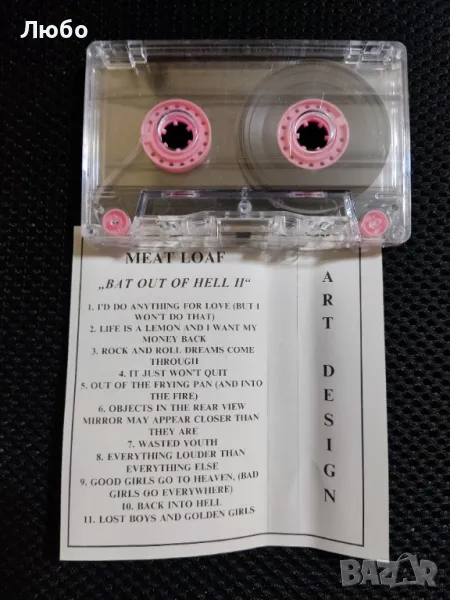 Любо
MEAT LOAF
„BAT OUT OF HELL II“
1. I'D DO ANYTHING FOR LOVE (BUT I
WON'T DO THAT)
2. LIFE IS A LEMON AND I WANT MY
MONEY BACK
3. ROCK AND ROLL DREAMS COME
THROUGH
4. IT JUST WON'T QUIT
5. OUT OF THE FRYING PAN (AND INTO
THE FIRE)
6. OBJECTS IN THE REAR VIEW
MIRROR MAY APPEAR CLOSER THAN
THEY ARE
7. WASTED YOUTH
8. EVERYTHING LOUDER THAN
EVERYTHING ELSE
9. GOOD GIRLS GO TO HEAVEN, (BAD
GIRLS GO EVERYWHERE)
10. BACK INTO HELL
11. LOST BOYS AND GOLDEN GIRLS
ART DESIGN
BAZAR